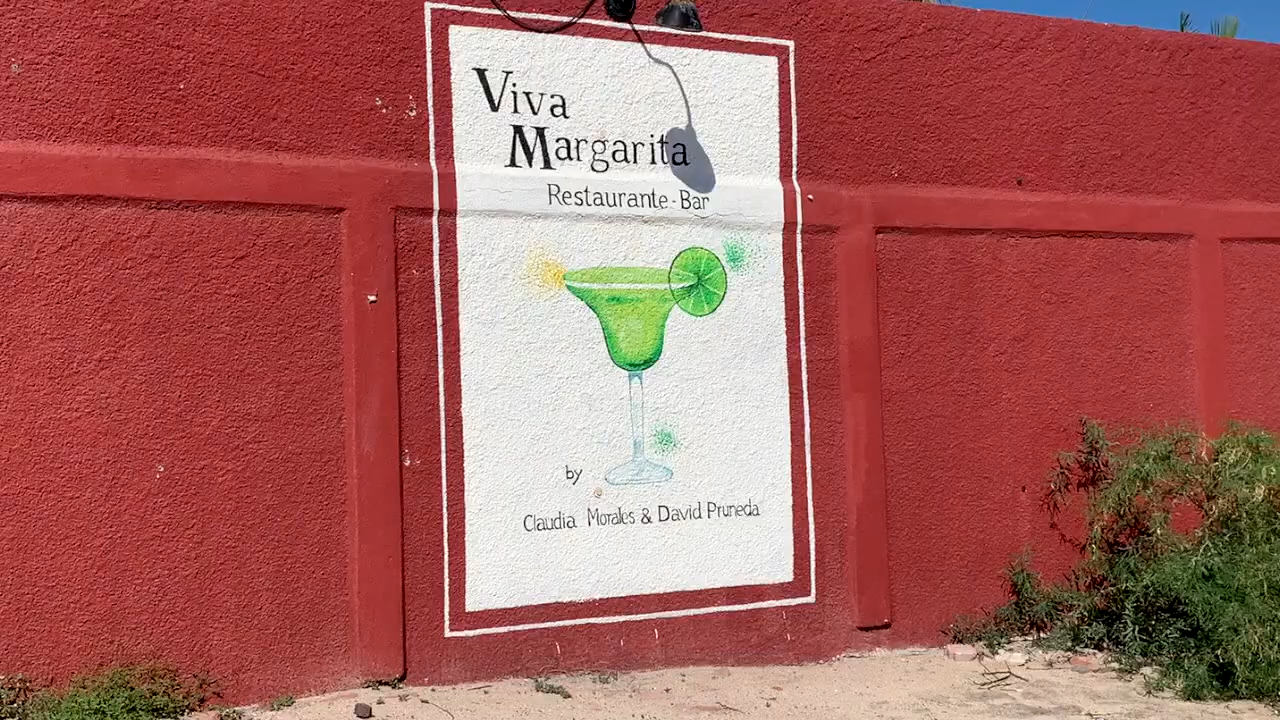 Viva
Margarita
Restaurante - Bar
by
Claudia Morales & David Pruneda